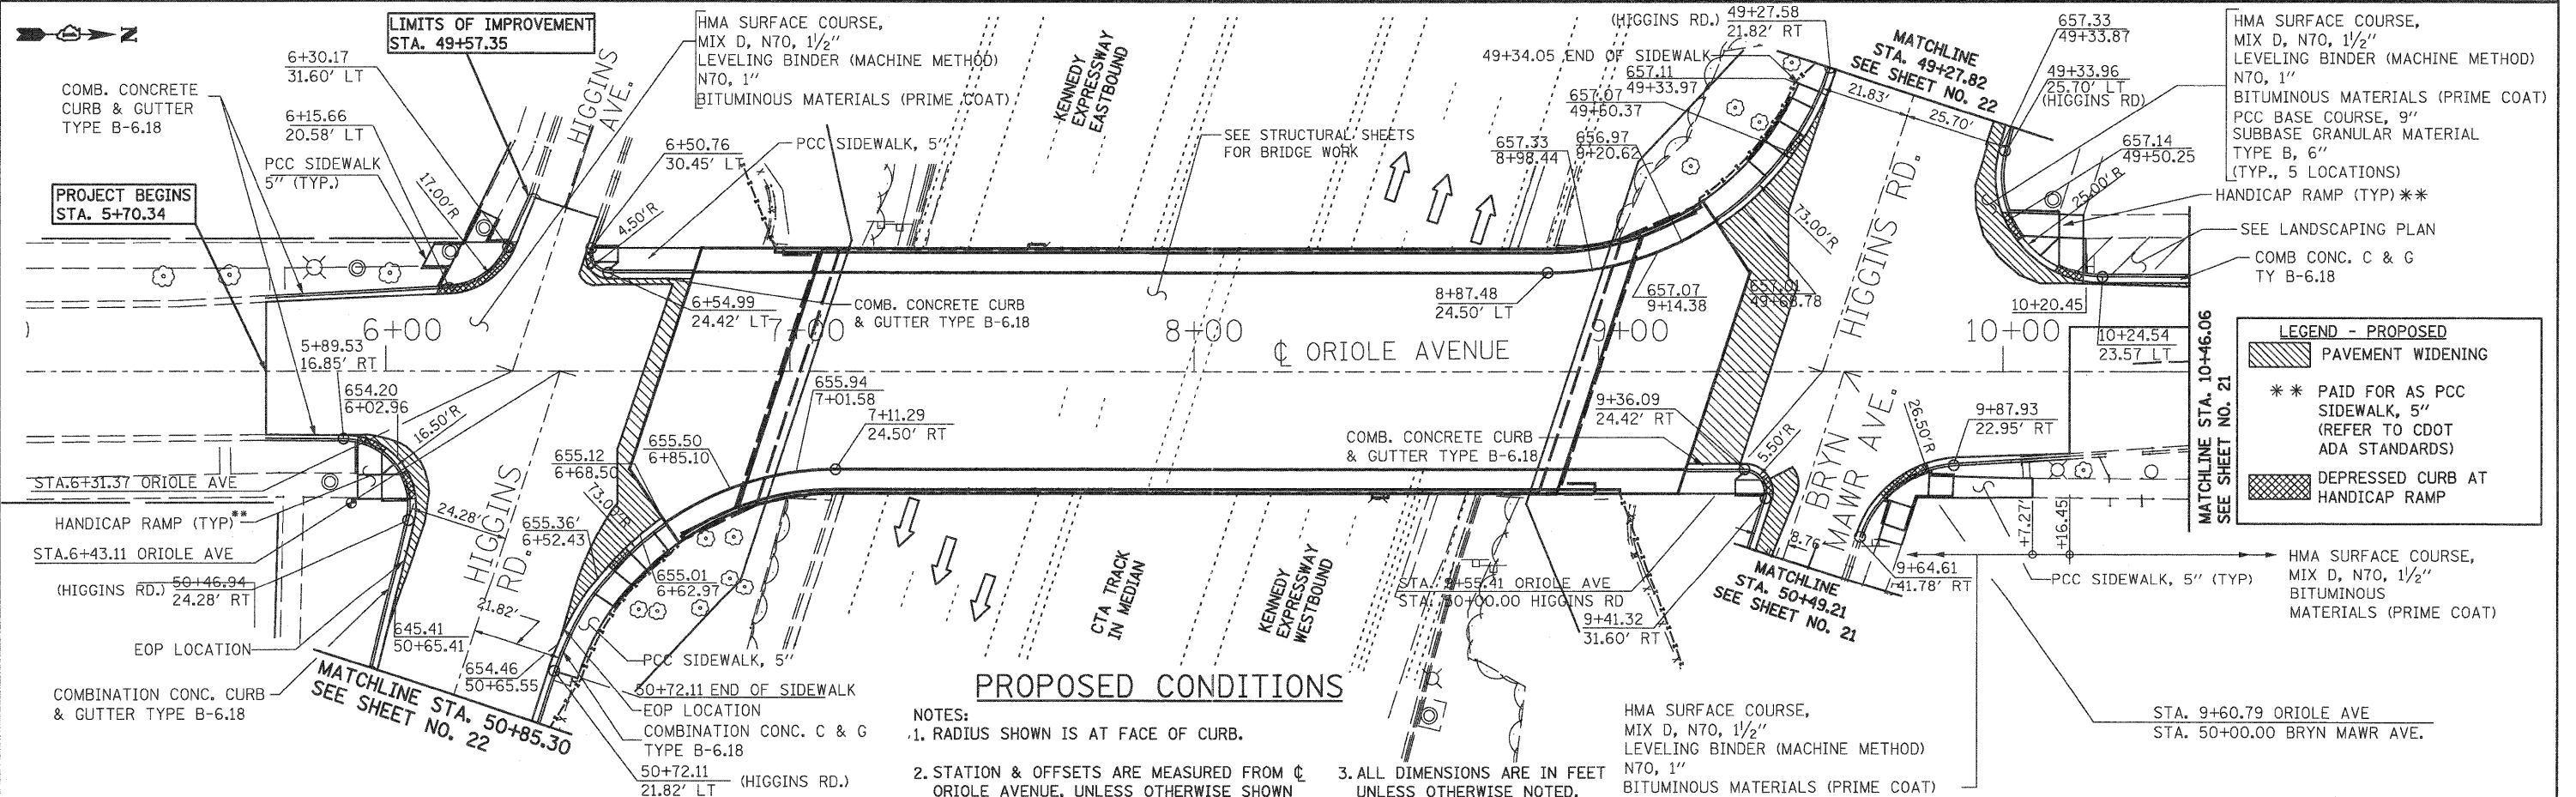 N
LIMITS OF IMPROVEMENT
STA. 49+57.35
6+30.17
31.60' LT
COMB. CONCRETE
CURB & GUTTER
TYPE B-6.18
6+15.66
20.58' LT
PCC SIDEWALK
5" (TYP.)
17.00'R
PROJECT BEGINS
STA. 5+70.34
HIGGINS
AVE.
HMA SURFACE COURSE,
MIX D, N70, 1½"
LEVELING BINDER (MACHINE METHOD)
N70, 1"
BITUMINOUS MATERIALS (PRIME COAT)
6+50.76
30.45' LT
PCC SIDEWALK, 5"
4.50'R
KENNEDY
EXPRESSWAY
EASTBOUND
SEE STRUCTURAL SHEETS
FOR BRIDGE WORK
(HIGGINS RD.) 49+27.58
21.82' RT
49+34.05 END OF SIDEWALK
657.11
49+33.97
657.07
49+50.37
657.33
8+98.44
656.97
9+20.62
MATCHLINE
STA. 49+27.82
SEE SHEET NO. 22
21.83'
25.70'
657.33
49+33.87
49+33.96
25.70' LT
(HIGGINS RD)
657.14
49+50.25
25.00'R
HMA SURFACE COURSE,
MIX D, N70, 1½"
LEVELING BINDER (MACHINE METHOD)
N70, 1"
BITUMINOUS MATERIALS (PRIME COAT)
PCC BASE COURSE, 9"
SUBBASE GRANULAR MATERIAL
TYPE B, 6"
(TYP., 5 LOCATIONS)
HANDICAP RAMP (TYP)**
SEE LANDSCAPING PLAN
COMB CONC. C & G
TY B-6.18
73.00'R
HIGGINS RD.
6+54.99
24.42' LT
COMB. CONCRETE CURB
& GUTTER TYPE B-6.18
8+87.48
24.50' LT
657.07
9+14.38
657.01
49+68.78
10+20.45
10+24.54
23.57 LT
6+00
7+00
8+00
9+00
10+00
℄ ORIOLE AVENUE
MATCHLINE STA. 10+46.06
SEE SHEET NO. 21
LEGEND - PROPOSED
PAVEMENT WIDENING
** PAID FOR AS PCC
SIDEWALK, 5"
(REFER TO CDOT
ADA STANDARDS)
DEPRESSED CURB AT
HANDICAP RAMP
5+89.53
16.85' RT
654.20
6+02.96
16.50'R
STA.6+31.37 ORIOLE AVE
HANDICAP RAMP (TYP)**
STA.6+43.11 ORIOLE AVE
(HIGGINS RD.) 50+46.94
24.28' RT
24.28'
HIGGINS
RD.
21.82'
EOP LOCATION
COMBINATION CONC. CURB
& GUTTER TYPE B-6.18
645.41
50+65.41
654.46
50+65.55
MATCHLINE STA. 50+85.30
SEE SHEET NO. 22
655.12
6+68.50
73.00'R
655.36'
6+52.43
655.50
6+85.10
655.94
7+01.58
7+11.29
24.50' RT
655.01
6+62.97
PCC SIDEWALK, 5"
50+72.11 END OF SIDEWALK
EOP LOCATION
COMBINATION CONC. C & G
TYPE B-6.18
50+72.11
21.82' LT
(HIGGINS RD.)
CTA TRACK
IN MEDIAN
KENNEDY
EXPRESSWAY
WESTBOUND
COMB. CONCRETE CURB
& GUTTER TYPE B-6.18
9+36.09
24.42' RT
5.50'R
BRYN
MAWR AVE.
26.50'R
9+87.93
22.95' RT
STA. 9+55.41 ORIOLE AVE
STA. 50+00.00 HIGGINS RD
9+41.32
31.60' RT
18.76'
MATCHLINE
STA. 50+49.21
SEE SHEET NO. 21
9+64.61
41.78' RT
+7.27'
+16.45'
PCC SIDEWALK, 5" (TYP)
HMA SURFACE COURSE,
MIX D, N70, 1½"
BITUMINOUS
MATERIALS (PRIME COAT)
STA. 9+60.79 ORIOLE AVE
STA. 50+00.00 BRYN MAWR AVE.
HMA SURFACE COURSE,
MIX D, N70, 1½"
LEVELING BINDER (MACHINE METHOD)
N70, 1"
BITUMINOUS MATERIALS (PRIME COAT)
PROPOSED CONDITIONS
NOTES:
1. RADIUS SHOWN IS AT FACE OF CURB.
2. STATION & OFFSETS ARE MEASURED FROM ℄
ORIOLE AVENUE, UNLESS OTHERWISE SHOWN
3. ALL DIMENSIONS ARE IN FEET
UNLESS OTHERWISE NOTED.